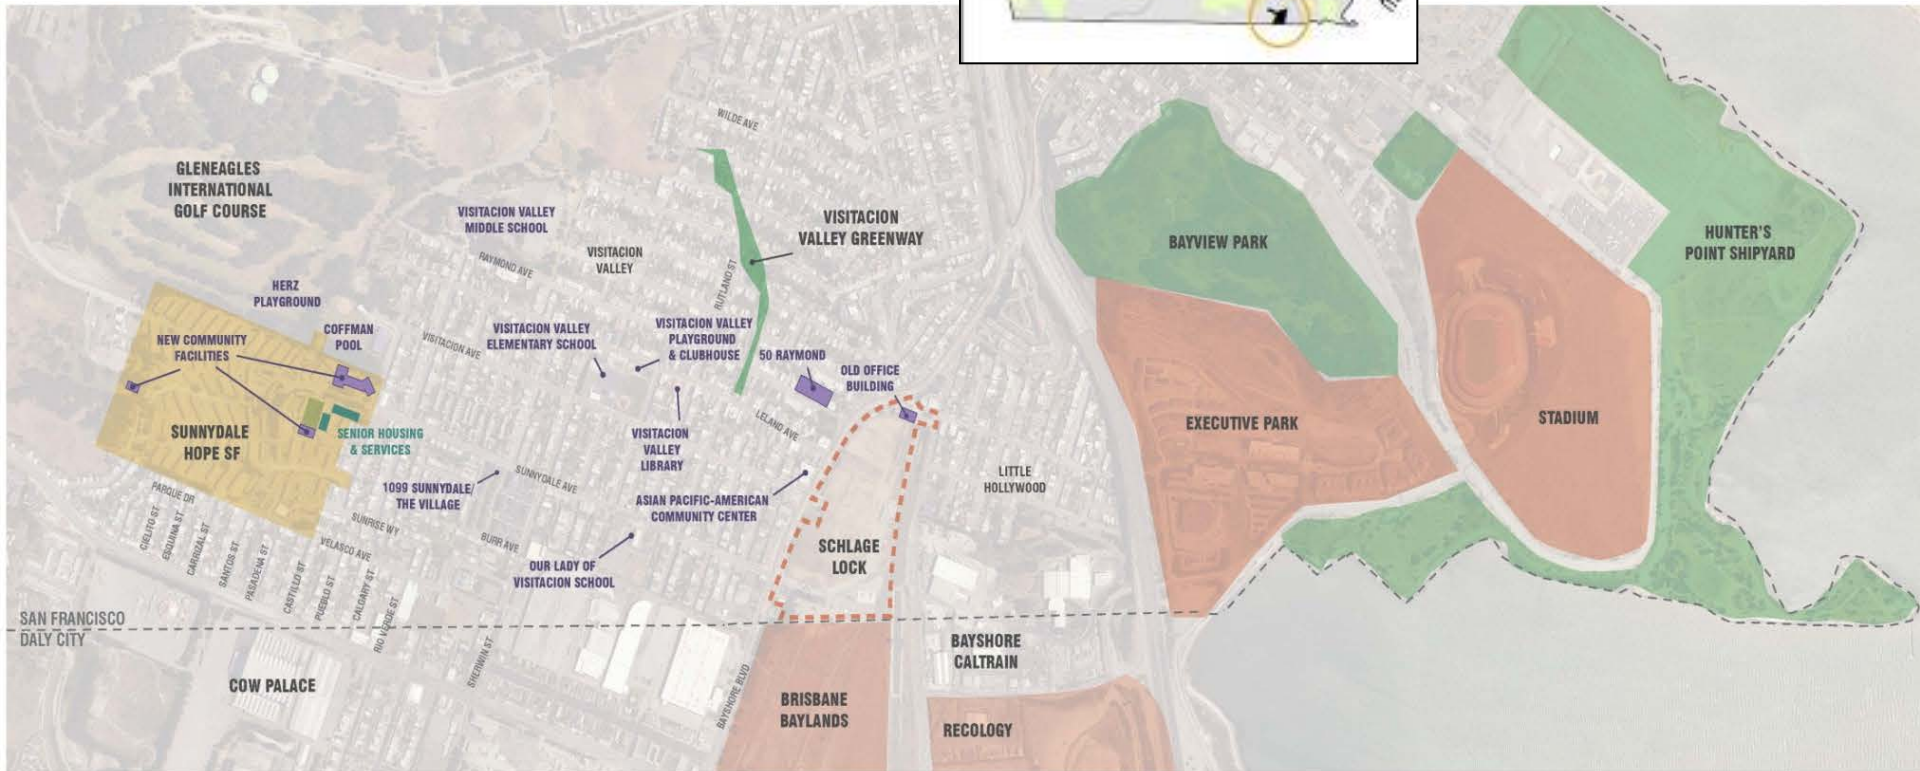 WILDE AVE
GLENEAGLES
INTERNATIONAL
GOLF COURSE
VISITACION VALLEY
MIDDLE SCHOOL
VISITACION
VALLEY
RAYMOND AVE
RUTLAND ST
VISITACION
VALLEY GREENWAY
BAYVIEW PARK
HUNTER'S
POINT SHIPYARD
HERZ
PLAYGROUND
NEW COMMUNITY
FACILITIES
COFFMAN
POOL
VISITACION AVE
VISITACION VALLEY
ELEMENTARY SCHOOL
VISITACION VALLEY
PLAYGROUND
& CLUBHOUSE
50 RAYMOND
OLD OFFICE
BUILDING
SUNNYDALE
HOPE SF
SENIOR HOUSING
& SERVICES
VISITACION
VALLEY
LIBRARY
LELAND AVE
EXECUTIVE PARK
STADIUM
1099 SUNNYDALE/
THE VILLAGE
SUNNYDALE AVE
ASIAN PACIFIC-AMERICAN
COMMUNITY CENTER
LITTLE
HOLLYWOOD
PARQUE DR
CIELITO ST
ESQUINA ST
CARRIZAL ST
SANTOS ST
PASADENA ST
CASTILLO ST
PUEBLO ST
CALGARY ST
RIO VERDE ST
SUNRISE WY
VELASCO AVE
BURR AVE
OUR LADY OF
VISITACION SCHOOL
SCHLAGE
LOCK
SAN FRANCISCO
DALY CITY
COW PALACE
SHERWIN ST
BAYSHORE BLVD
BRISBANE
BAYLANDS
BAYSHORE
CALTRAIN
RECOLOGY